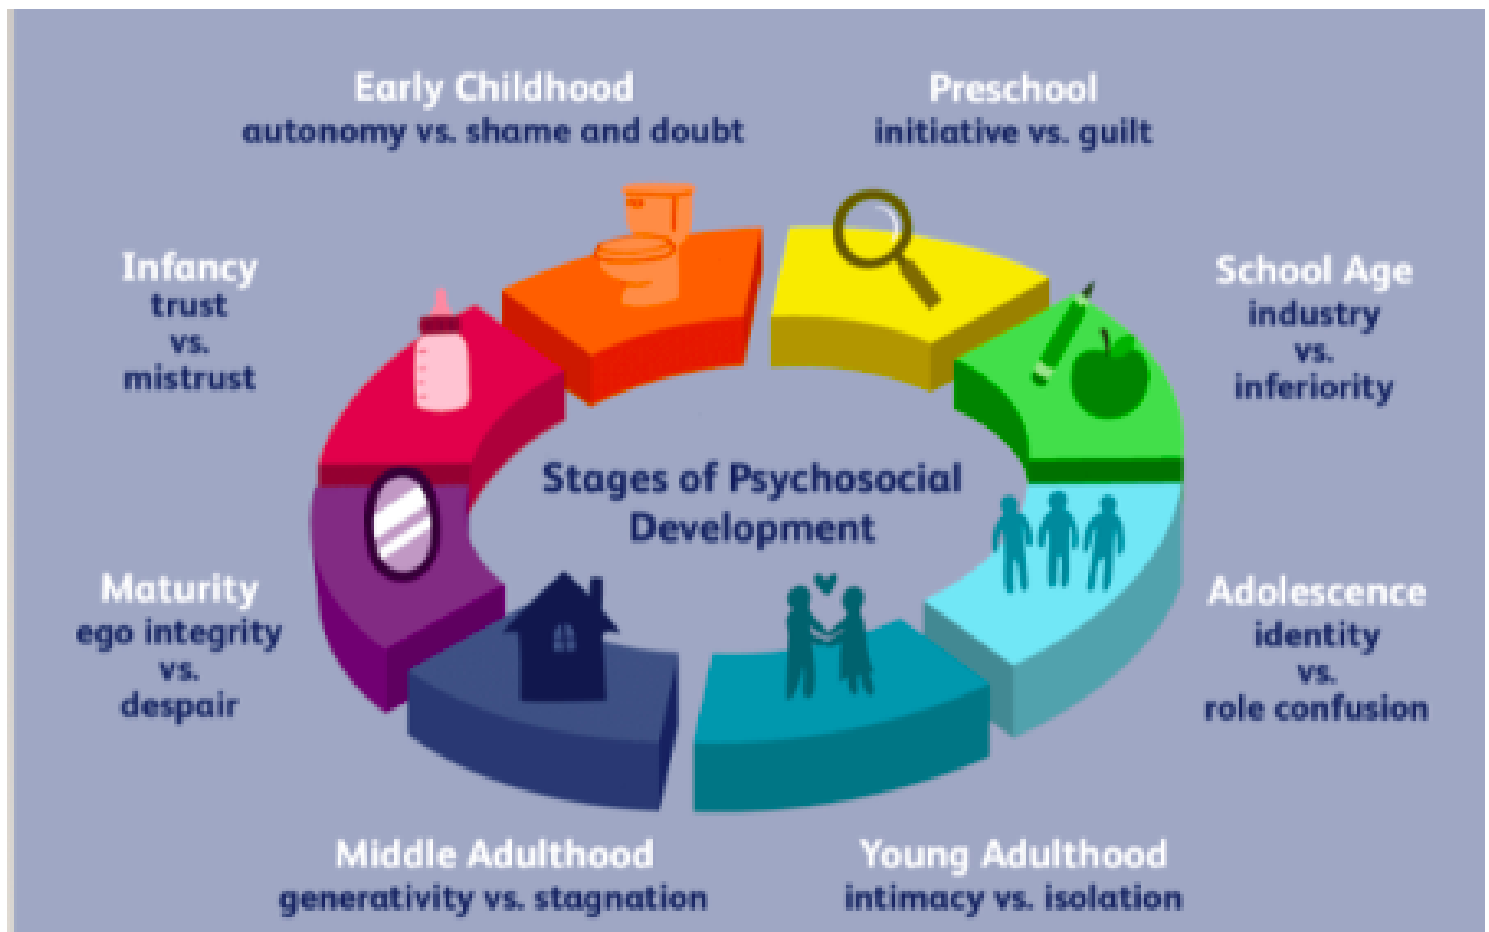 Early Childhood
autonomy vs. shame and doubt
Preschool
initiative vs. guilt
Infancy
trust
vs.
mistrust
School Age
industry
vs.
inferiority
Stages of Psychosocial
Development
Maturity
ego integrity
vs.
despair
Adolescence
identity
vs.
role confusion
Middle Adulthood
generativity vs. stagnation
Young Adulthood
intimacy vs. isolation